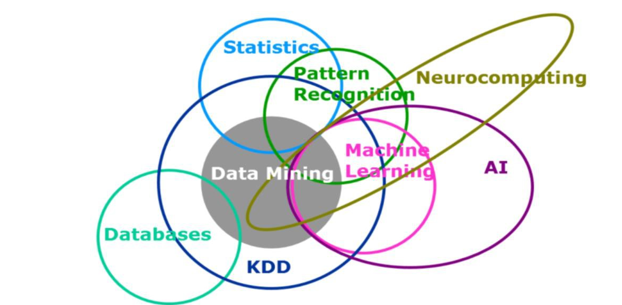 Statistics
Pattern
Recognition
Neurocomputing
Machine
Learning
AI
Data Mining
Databases
KDD